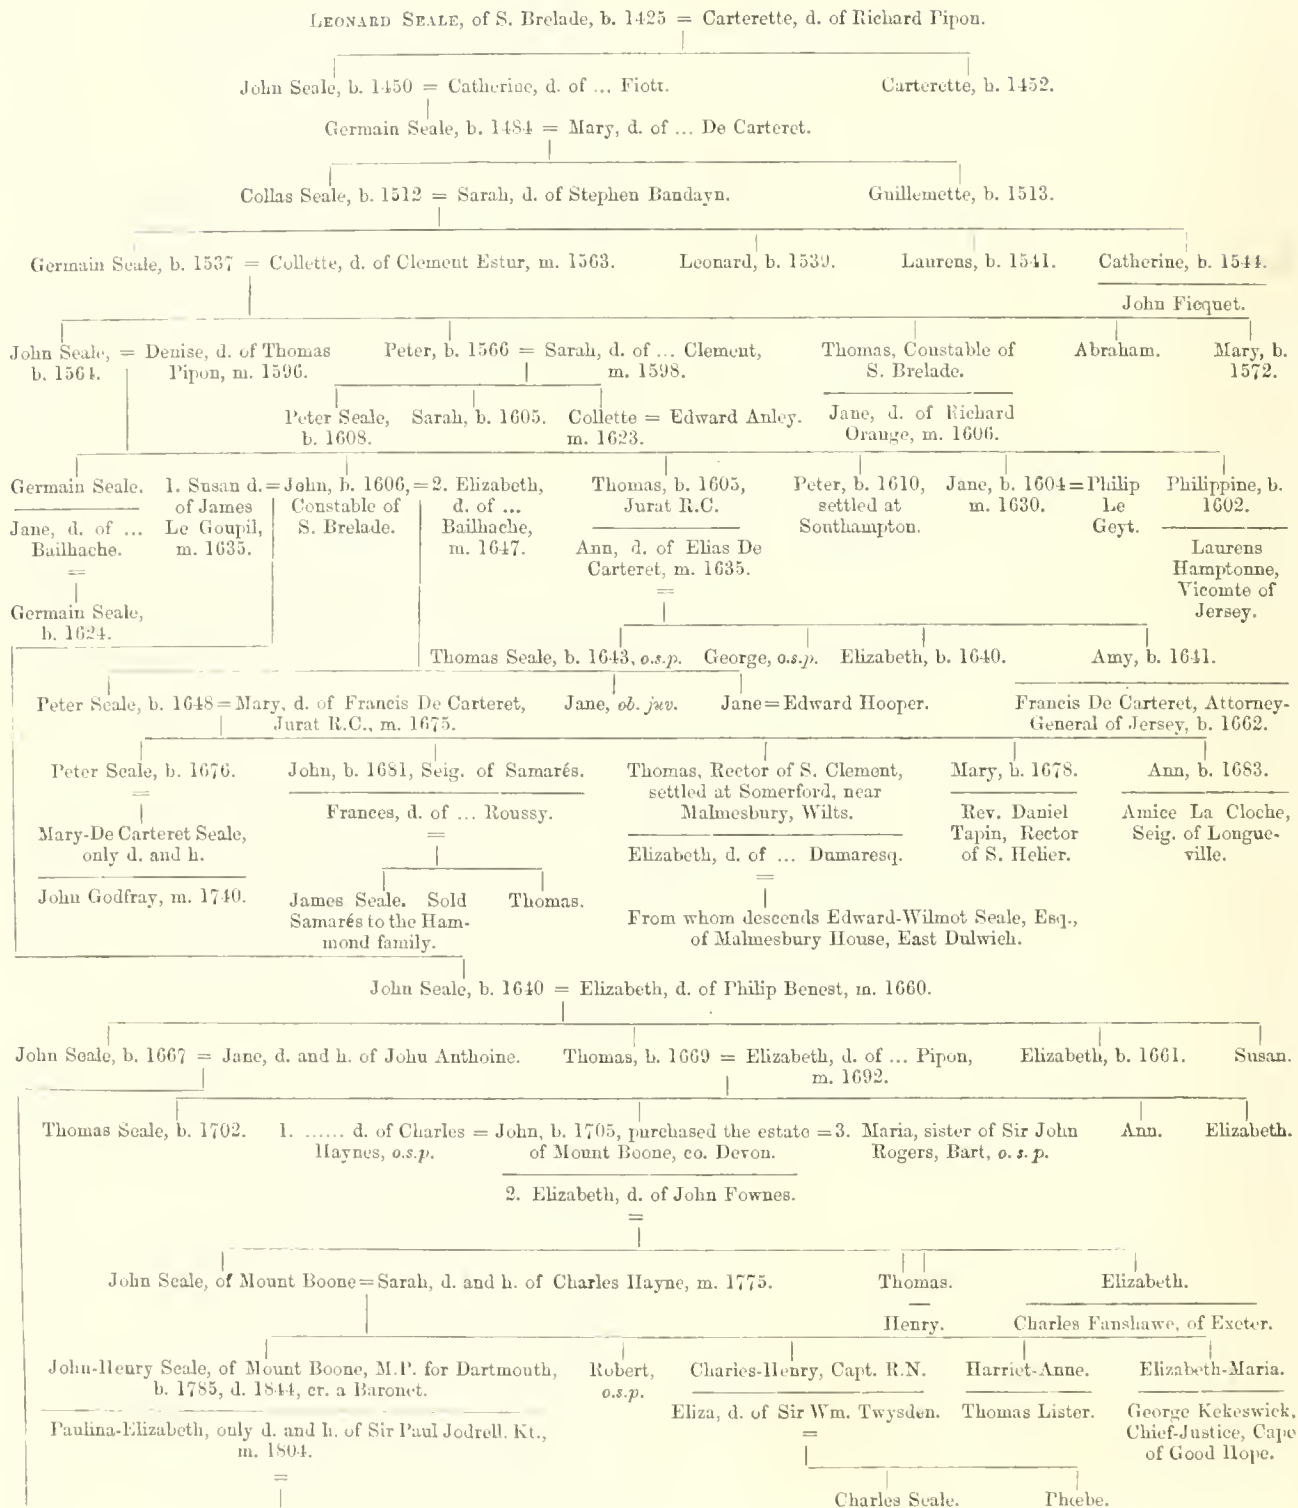 LEONARD SEALE, of S. Brelade, b. 1425 = Carterette, d. of Richard Pipon.
John Seale, b. 1450 = Catherine, d. of ... Fiott. Carterette, b. 1452.
Germain Seale, b. 1484 = Mary, d. of ... De Carteret.
Collas Seale, b. 1512 = Sarah, d. of Stephen Bandayn. Guillemette, b. 1513.
Germain Seale, b. 1537 = Collette, d. of Clement Estur, m. 1563. Leonard, b. 1539. Laurens, b. 1541. Catherine, b. 1544.
John Ficquet.
John Seale, = Denise, d. of Thomas Peter, b. 1566 = Sarah, d. of ... Clement, Thomas, Constable of Abraham. Mary, b.
b. 1564. Pipon, m. 1596. m. 1598. S. Brelade. 1572.
Peter Seale, Sarah, b. 1605. Collette = Edward Anley. Jane, d. of Richard
b. 1608. m. 1623. Orange, m. 1606.
Germain Seale. 1. Susan d. = John, b. 1606, = 2. Elizabeth, Thomas, b. 1605, Peter, b. 1610, Jane, b. 1604 = Philip Philippine, b.
of James Constable of d. of ... Jurat R.C. settled at m. 1630. Le 1602.
Jane, d. of ... Le Goupil, S. Brelade. Bailhache, Southampton. Geyt.
Bailhache. m. 1635. m. 1647. Ann, d. of Elias De Laurens
= Carteret, m. 1635. Hamptonne,
= Vicomte of
Germain Seale, Jersey.
b. 1624.
Thomas Seale, b. 1643, o.s.p. George, o.s.p. Elizabeth, b. 1640. Amy, b. 1641.
Peter Seale, b. 1648 = Mary, d. of Francis De Carteret, Jane, ob. juv. Jane = Edward Hooper. Francis De Carteret, Attorney-
Jurat R.C., m. 1675. General of Jersey, b. 1662.
Peter Seale, b. 1676. John, b. 1681, Seig. of Samarés. Thomas, Rector of S. Clement, Mary, b. 1678. Ann, b. 1683.
= settled at Somerford, near
Mary-De Carteret Seale, Frances, d. of ... Roussy. Malmesbury, Wilts. Rev. Daniel Amice La Cloche,
only d. and h. = Tapin, Rector Seig. of Longue-
Elizabeth, d. of ... Dumaresq. of S. Helier. ville.
John Godfray, m. 1740. James Seale. Sold Thomas. =
Samarés to the Ham- From whom descends Edward-Wilmot Seale, Esq.,
mond family. of Malmesbury House, East Dulwich.
John Seale, b. 1640 = Elizabeth, d. of Philip Benest, m. 1660.
John Seale, b. 1667 = Jane, d. and h. of John Anthoine. Thomas, b. 1669 = Elizabeth, d. of ... Pipon, Elizabeth, b. 1661. Susan.
m. 1692.
Thomas Seale, b. 1702. 1. ...... d. of Charles = John, b. 1705, purchased the estate = 3. Maria, sister of Sir John Ann. Elizabeth.
Haynes, o.s.p. of Mount Boone, co. Devon. Rogers, Bart, o.s.p.
2. Elizabeth, d. of John Fownes.
=
John Seale, of Mount Boone = Sarah, d. and h. of Charles Hayne, m. 1775. Thomas. Elizabeth.
Henry. Charles Fanshawe, of Exeter.
John-Henry Seale, of Mount Boone, M.P. for Dartmouth, Robert, Charles-Henry, Capt. R.N. Harriet-Anne. Elizabeth-Maria.
b. 1785, d. 1844, cr. a Baronet. o.s.p.
Eliza, d. of Sir Wm. Twysden. Thomas Lister. George Kekeswick,
Paulina-Elizabeth, only d. and h. of Sir Paul Jodrell. Kt., = Chief-Justice, Cape
m. 1804. of Good Hope.
=
Charles Seale. Phœbe.